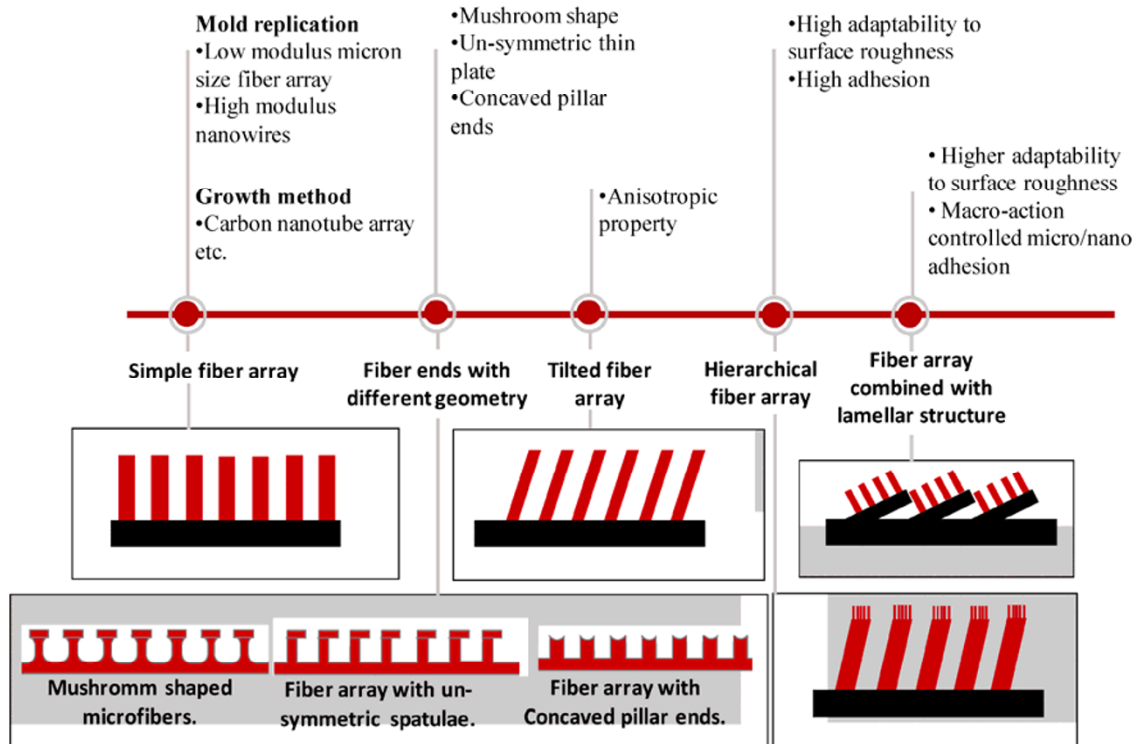 Mold replication
•Low modulus micron
size fiber array
•High modulus
nanowires
Growth method
•Carbon nanotube array
etc.
•Mushroom shape
•Un-symmetric thin
plate
•Concaved pillar
ends
•Anisotropic
property
•High adaptability to
surface roughness
•High adhesion
• Higher adaptability
to surface roughness
• Macro-action
controlled micro/nano
adhesion
Simple fiber array
Fiber ends with
different geometry
Tilted fiber
array
Hierarchical
fiber array
Fiber array
combined with
lamellar structure
Mushromm shaped
microfibers.
Fiber array with un-
symmetric spatulae.
Fiber array with
Concaved pillar ends.